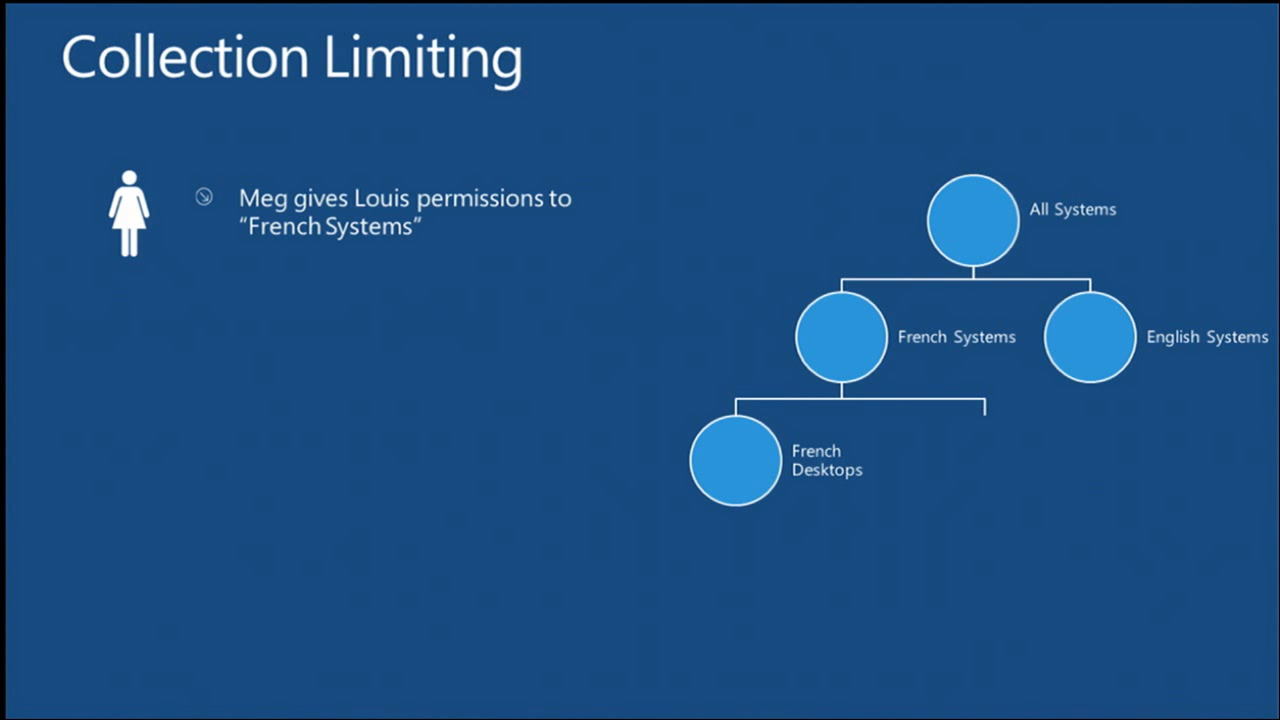 Collection Limiting
Meg gives Louis permissions to
“French Systems”
All Systems
French Systems
English Systems
French
Desktops